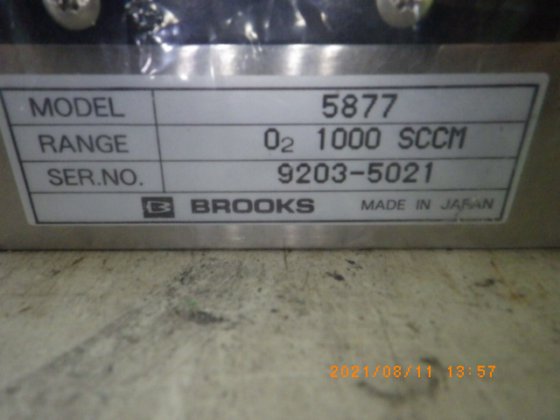 MODEL 5877
RANGE O2 1000 SCCM
SER.NO. 9203-5021
B BROOKS MADE IN JAPAN
2021/08/11 13:57